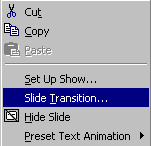 Cut
Copy
Paste
Set Up Show...
Slide Transition...
Hide Slide
Preset Text Animation